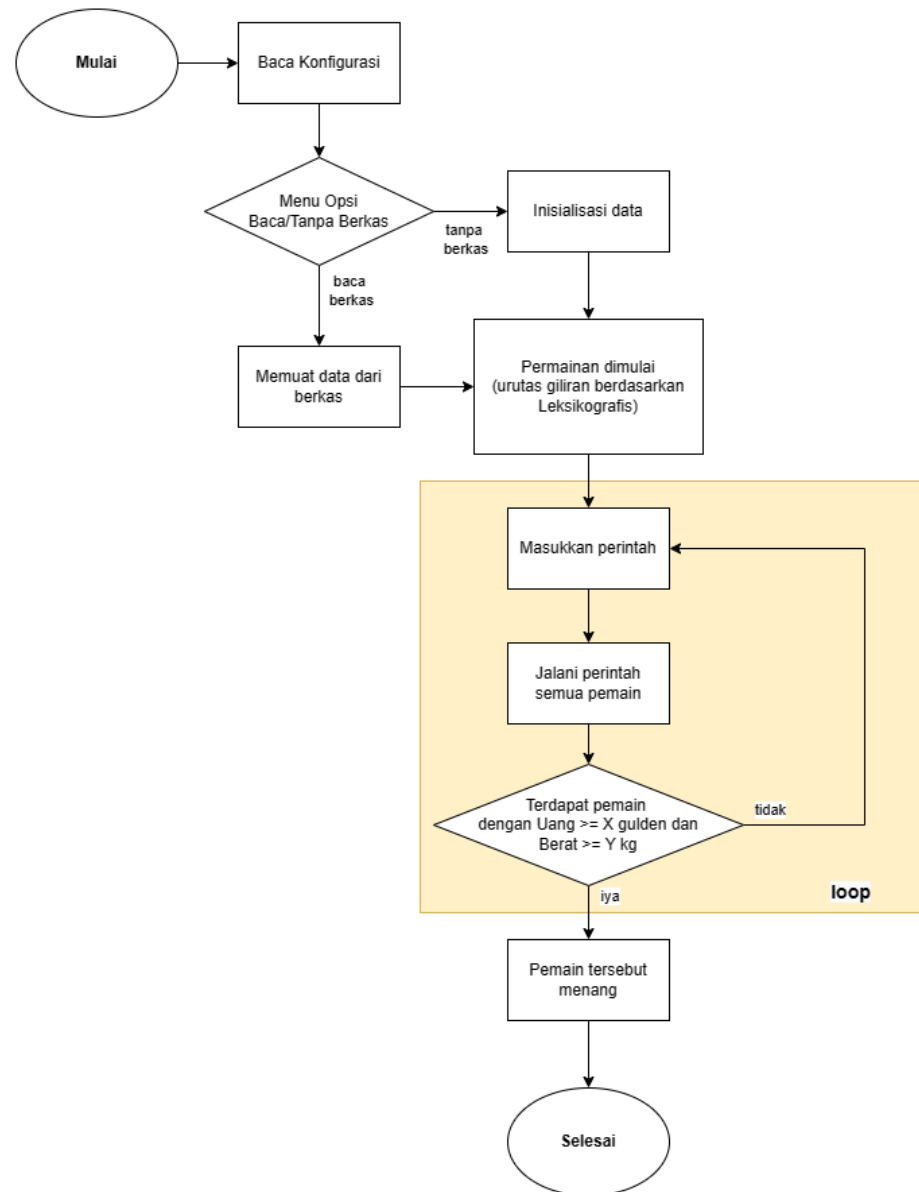 Mulai
Baca Konfigurasi
Menu Opsi
Baca/Tanpa Berkas
tanpa
berkas
Inisialisasi data
baca
berkas
Memuat data dari
berkas
Permainan dimulai
(urutas giliran berdasarkan
Leksikografis)
Masukkan perintah
Jalani perintah
semua pemain
Terdapat pemain
dengan Uang >= X gulden dan
Berat >= Y kg
tidak
loop
iya
Pemain tersebut
menang
Selesai